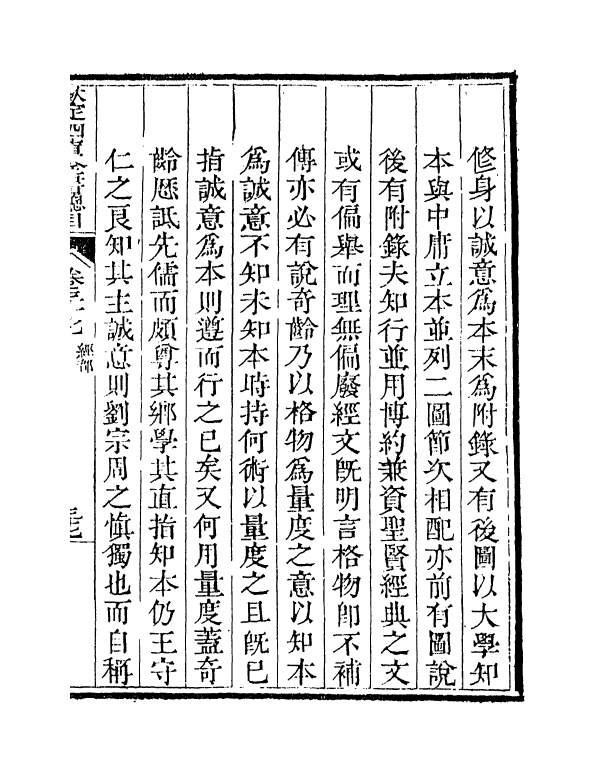 修身以誠意爲本末爲附錄又有後圖以大學知
本與中庸立本並列二圖節次相配亦前有圖說
後有附錄夫知行並用博約兼資聖賢經典之文
或有偏舉而理無偏廢經文旣明言格物卽不補
傳亦必有說奇齡乃以格物爲量度之意以知本
爲誠意不知未知本時持何術以量度之且旣已
指誠意爲本則遵而行之已矣又何用量度蓋奇
齡歷詆先儒而頗尊其鄉學其直指知本仍王守
仁之良知其主誠意則劉宗周之愼獨也而自稱
欽定四庫全書總目
卷三十七
經部
三七